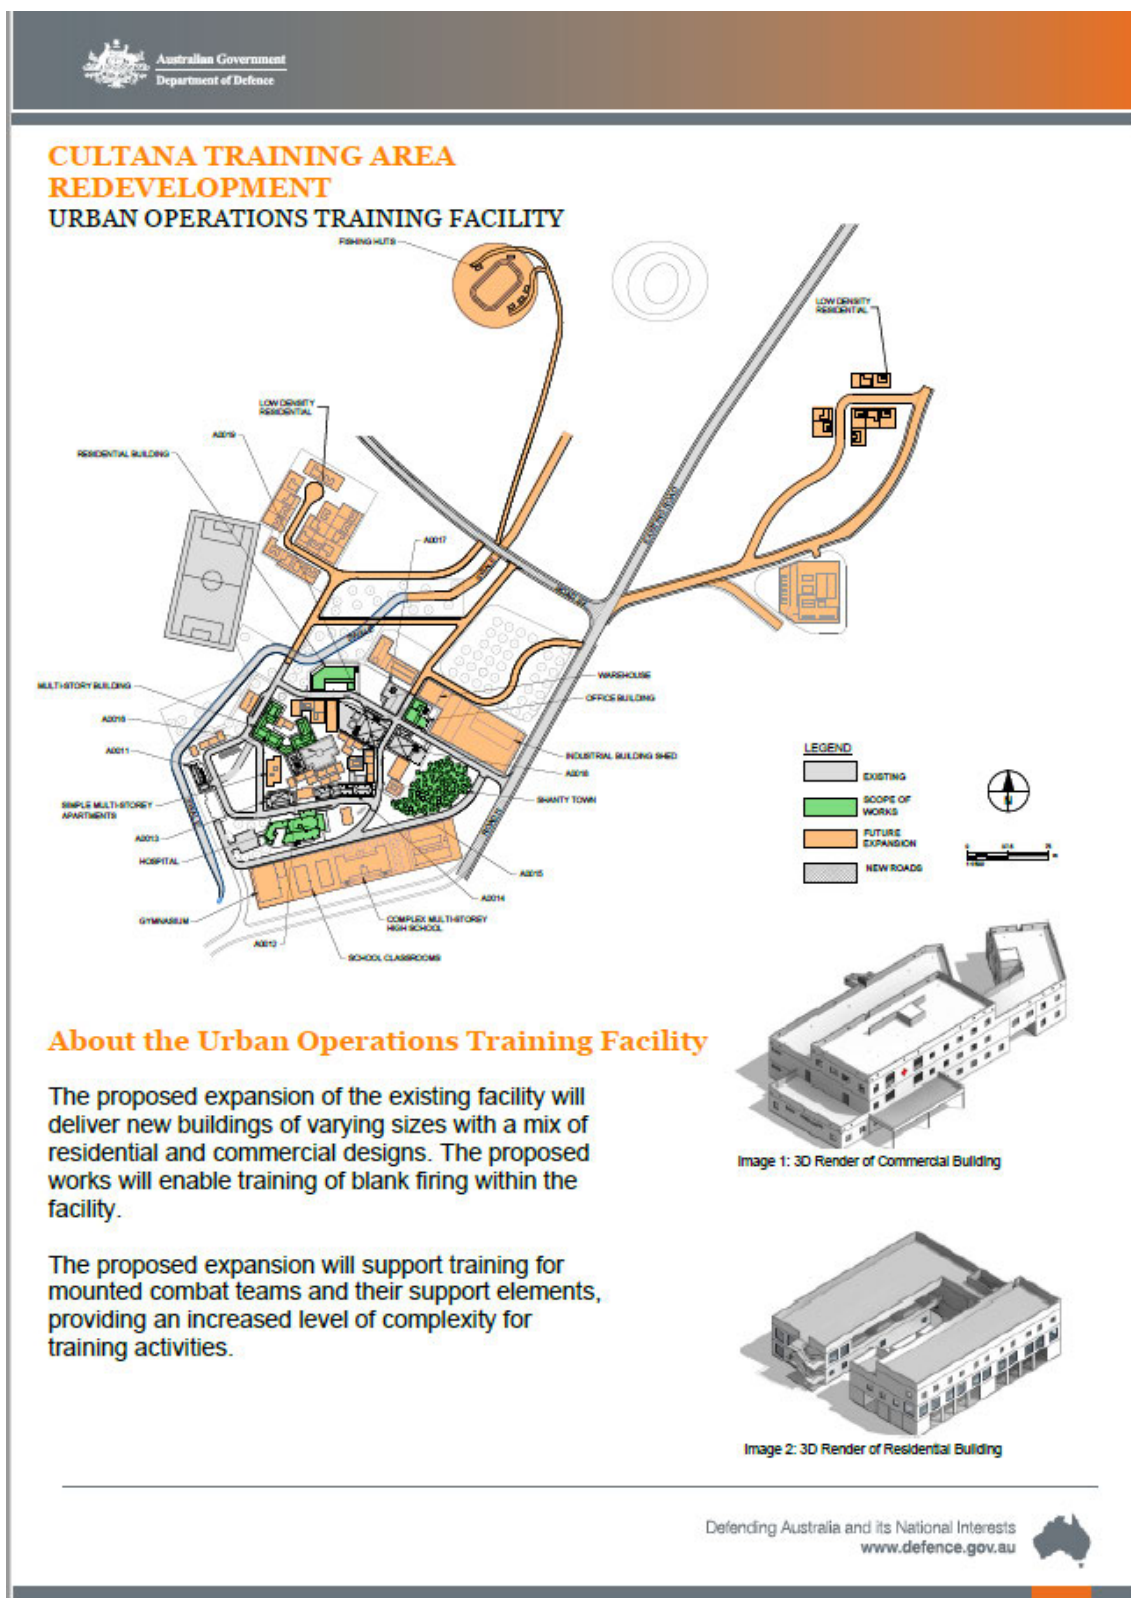 Australian Government
Department of Defence
CULTANA TRAINING AREA
REDEVELOPMENT
URBAN OPERATIONS TRAINING FACILITY
FISHING HUTS
LOW DENSITY
RESIDENTIAL
LOW DENSITY
RESIDENTIAL
A0019
RESIDENTIAL BUILDING
A0017
WAREHOUSE
MULTI-STORY BUILDING
OFFICE BUILDING
A0011
INDUSTRIAL BUILDING SHED
SHANTY TOWN
SIMPLE MULTI-STOREY
APARTMENTS
A0013
HOSPITAL
A0015
A0014
GYMNASIUM
COMPLEX MULTI-STOREY
HIGH SCHOOL
A0012
SCHOOL CLASSROOMS
LEGEND
EXISTING
SCOPE OF
WORKS
FUTURE
EXPANSION
NEW ROADS
N
About the Urban Operations Training Facility
The proposed expansion of the existing facility will
deliver new buildings of varying sizes with a mix of
residential and commercial designs. The proposed
works will enable training of blank firing within the
facility.
The proposed expansion will support training for
mounted combat teams and their support elements,
providing an increased level of complexity for
training activities.
Image 1: 3D Render of Commercial Building
Image 2: 3D Render of Residential Building
Defending Australia and its National Interests
www.defence.gov.au